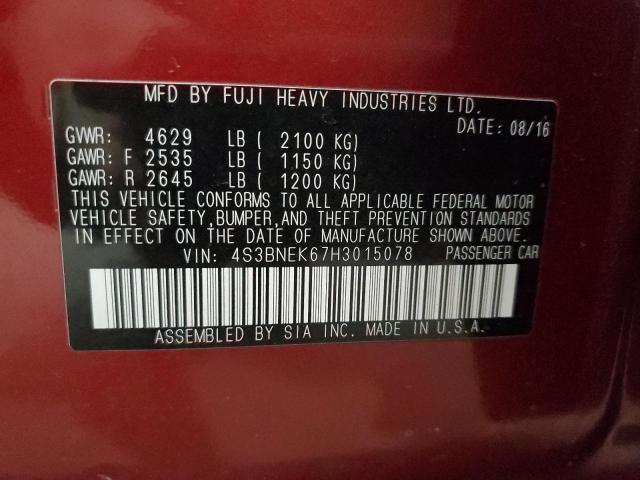 MFD BY FUJI HEAVY INDUSTRIES LTD.
DATE: 08/16
GVWR: 4629 LB ( 2100 KG)
GAWR: F 2535 LB ( 1150 KG)
GAWR: R 2645 LB ( 1200 KG)
THIS VEHICLE CONFORMS TO ALL APPLICABLE FEDERAL MOTOR
VEHICLE SAFETY,BUMPER,AND THEFT PREVENTION STANDARDS
IN EFFECT ON THE DATE OF MANUFACTURE SHOWN ABOVE.
VIN: 4S3BNEK67H3015078 PASSENGER CAR
ASSEMBLED BY SIA INC. MADE IN U.S.A.